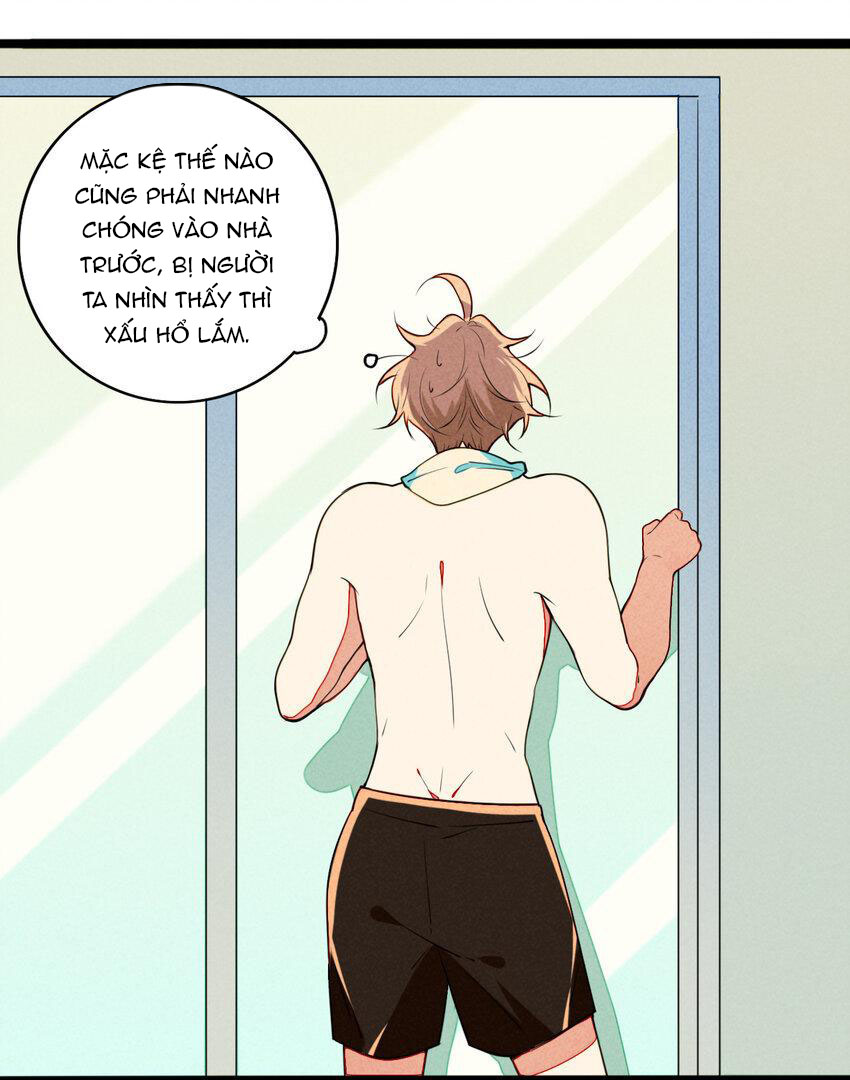 MẶC KỆ THẾ NÀO
CŨNG PHẢI NHANH
CHÓNG VÀO NHÀ
TRƯỚC, BỊ NGƯỜI
TA NHÌN THẤY THÌ
XẤU HỔ LẮM.